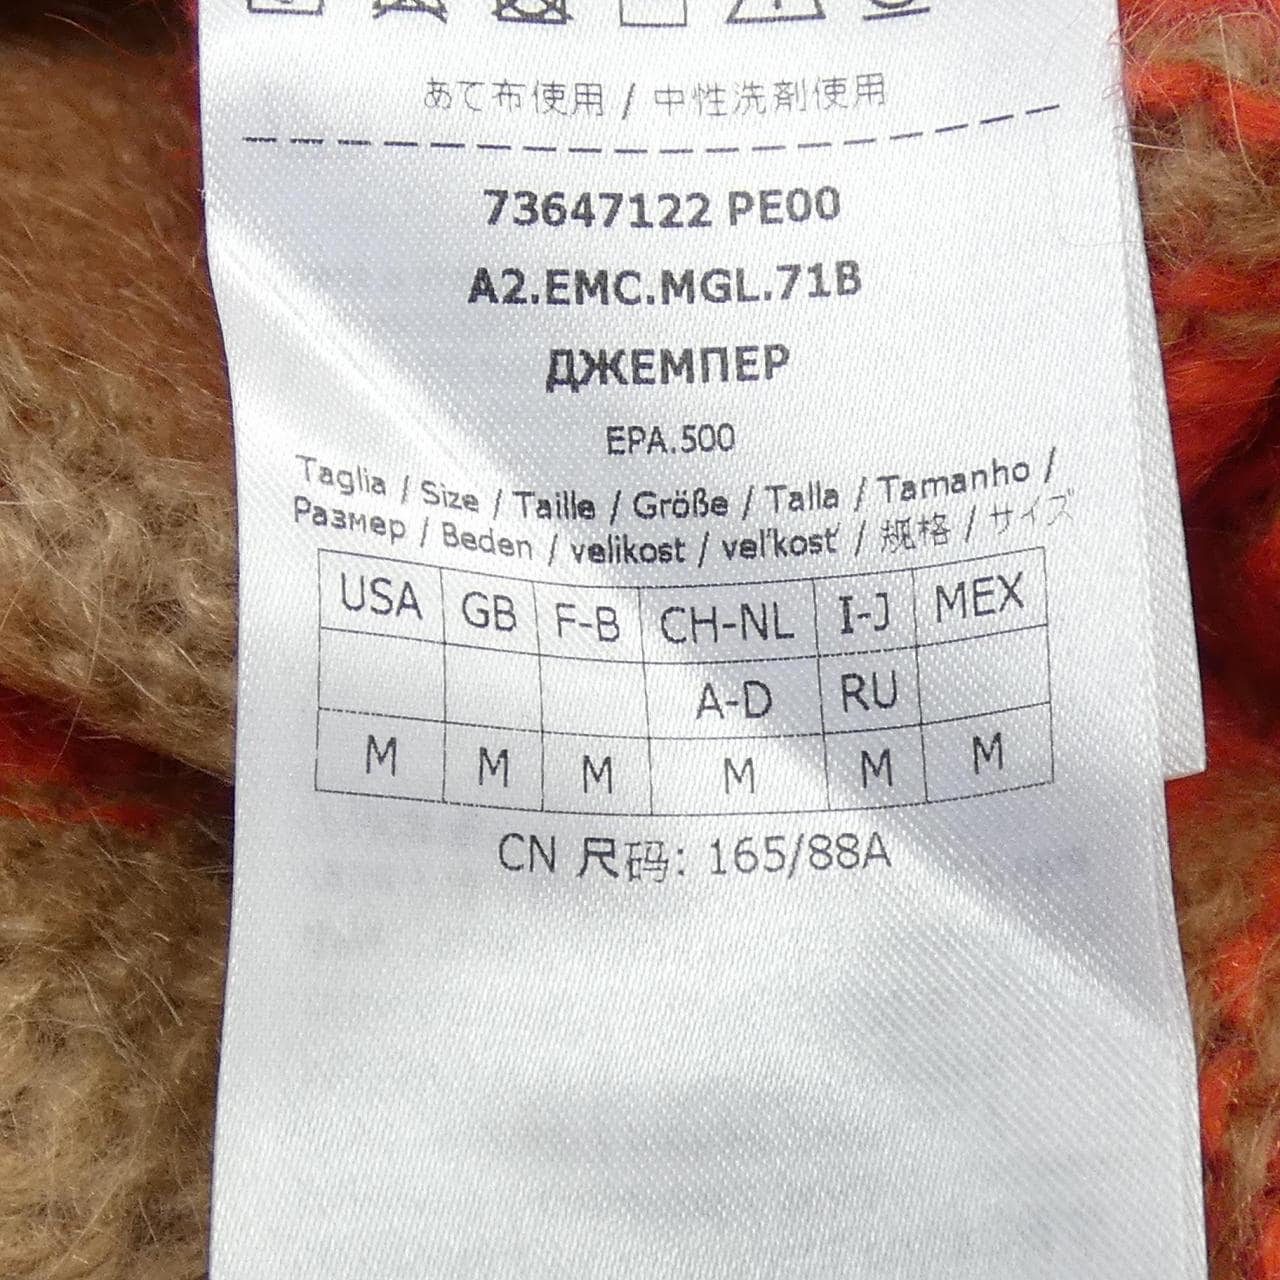 あて布使用 / 中性洗剤使用
73647122 PE00
A2.EMC.MGL.71B
ДЖЕМПЕР
EPA.500
Taglia / Size / Taille / Größe / Talla / Tamanho /
Размер / Beden / velikost / veľkosť / 规格 / サイズ
USA GB F-B CH-NL I-J MEX
A-D RU
M M M M M M
CN 尺码: 165/88A